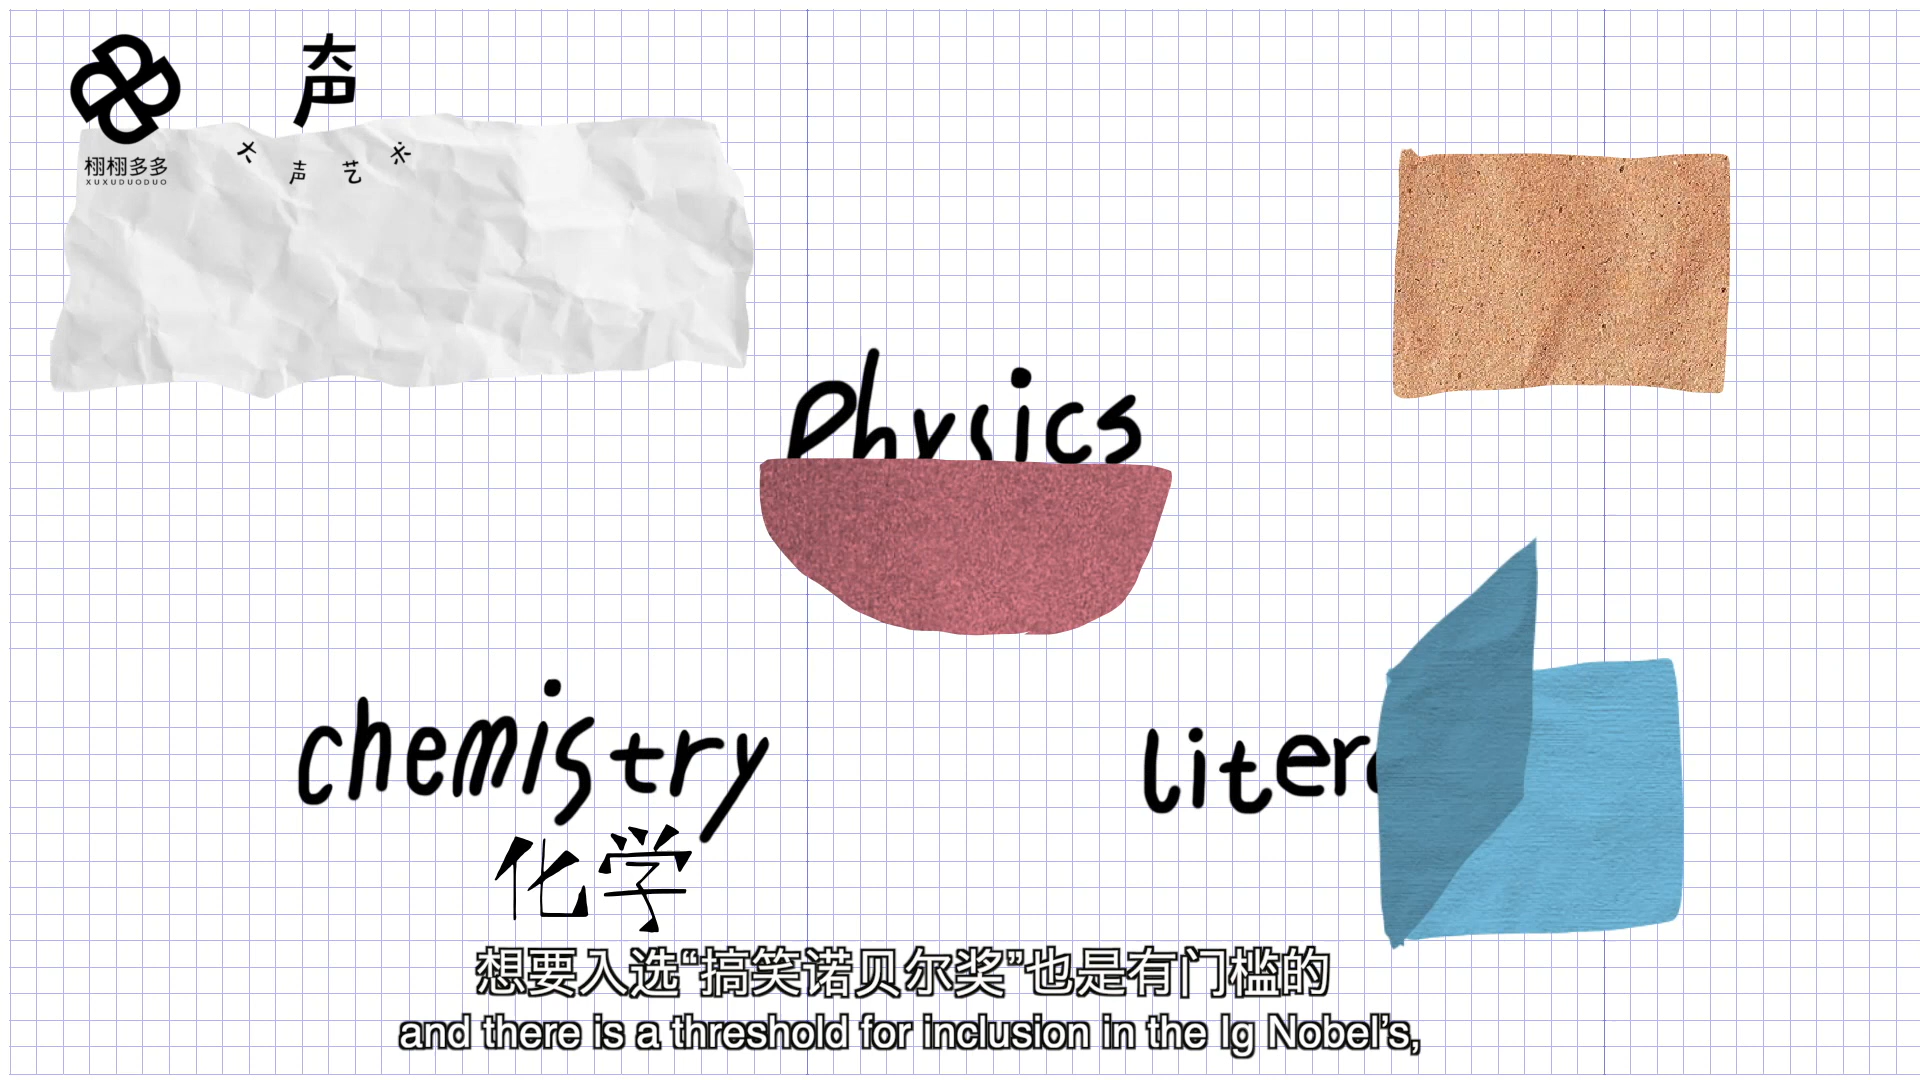 声
大声艺术
栩栩多多
XUXUDUODUO
Physics
chemistry
化学
liter
想要入选“搞笑诺贝尔奖”也是有门槛的
and there is a threshold for inclusion in the Ig Nobel's,